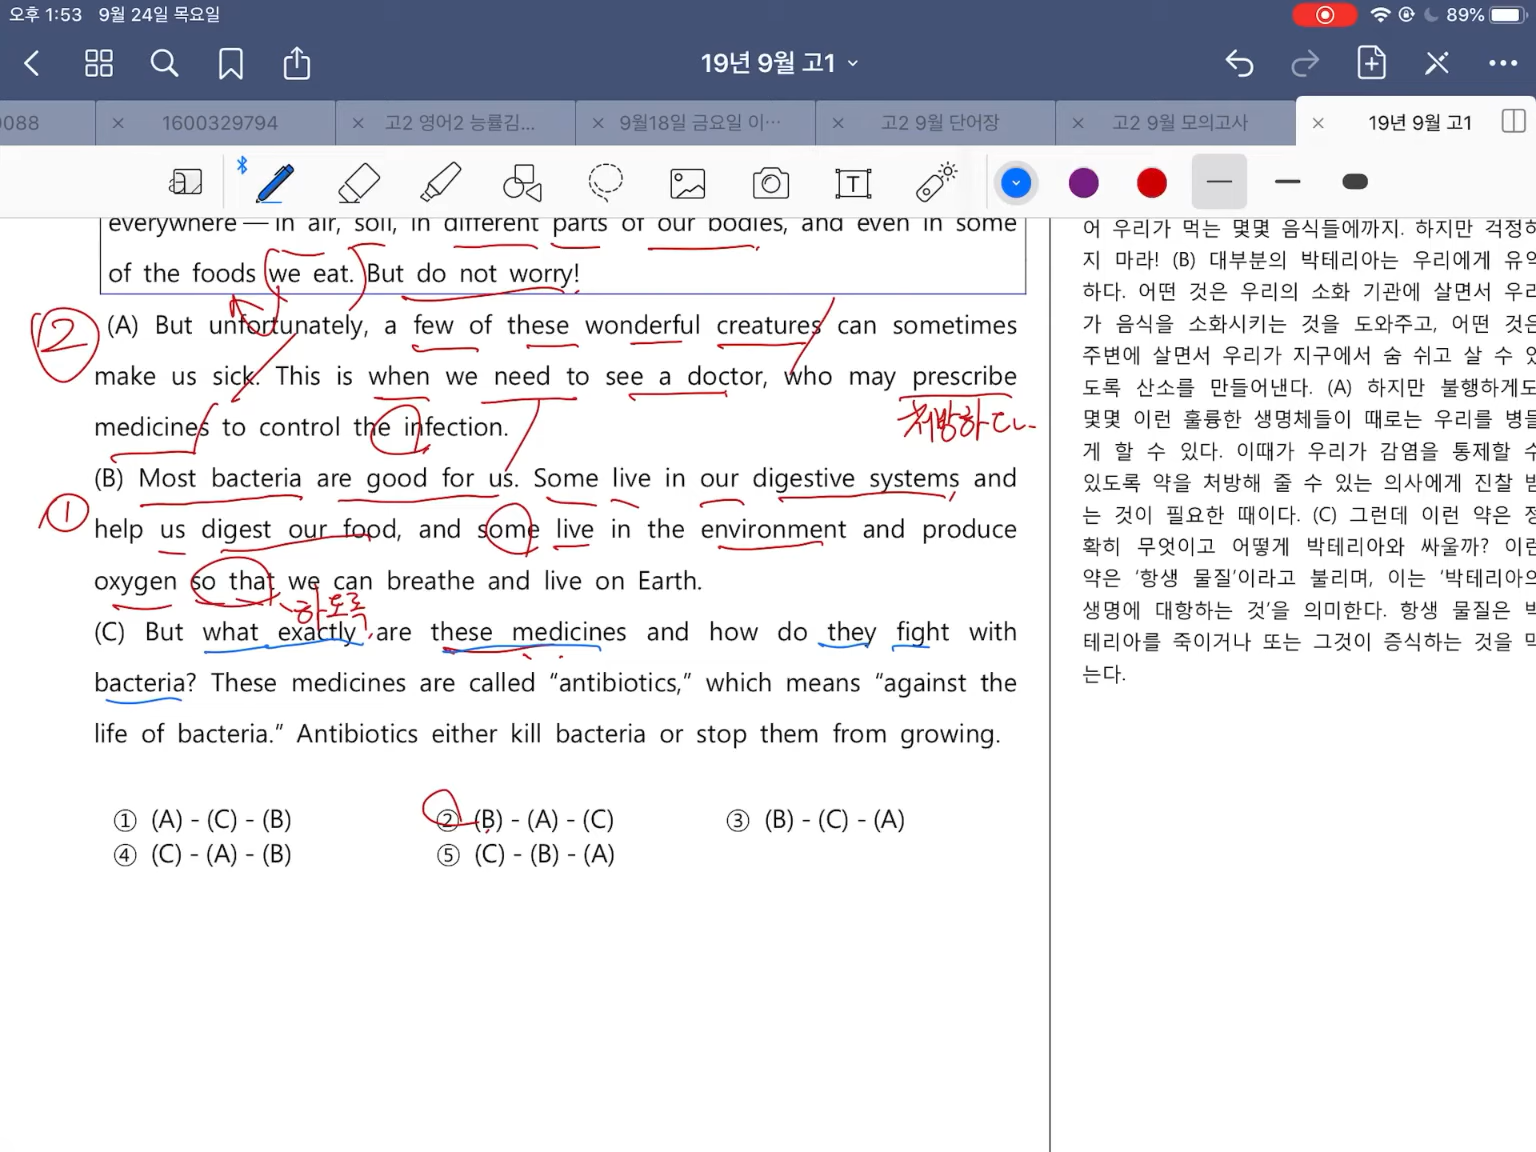 오후 1:53 9월 24일 목요일 89%
19년 9월 고1
0088 1600329794 고2 영어2 능률김... 9월18일 금요일 이... 고2 9월 단어장 고2 9월 모의고사 19년 9월 고1
everywhere — in air, soil, in different parts of our bodies, and even in some
of the foods we eat. But do not worry!
2 (A) But unfortunately, a few of these wonderful creatures can sometimes
make us sick. This is when we need to see a doctor, who may prescribe
medicines to control the infection.
처방하다
(B) Most bacteria are good for us. Some live in our digestive systems and
1 help us digest our food, and some live in the environment and produce
oxygen so that we can breathe and live on Earth.
~하도록
(C) But what exactly are these medicines and how do they fight with
bacteria? These medicines are called “antibiotics,” which means “against the
life of bacteria.” Antibiotics either kill bacteria or stop them from growing.
① (A) - (C) - (B) ② (B) - (A) - (C) ③ (B) - (C) - (A)
④ (C) - (A) - (B) ⑤ (C) - (B) - (A)
어 우리가 먹는 몇몇 음식들에까지. 하지만 걱정하
지 마라! (B) 대부분의 박테리아는 우리에게 유익
하다. 어떤 것은 우리의 소화 기관에 살면서 우리
가 음식을 소화시키는 것을 도와주고, 어떤 것은
주변에 살면서 우리가 지구에서 숨 쉬고 살 수 있
도록 산소를 만들어낸다. (A) 하지만 불행하게도
몇몇 이런 훌륭한 생명체들이 때로는 우리를 병들
게 할 수 있다. 이때가 우리가 감염을 통제할 수
있도록 약을 처방해 줄 수 있는 의사에게 진찰 받
는 것이 필요한 때이다. (C) 그런데 이런 약은 정
확히 무엇이고 어떻게 박테리아와 싸울까? 이런
약은 ‘항생 물질’이라고 불리며, 이는 ‘박테리아의
생명에 대항하는 것’을 의미한다. 항생 물질은 박
테리아를 죽이거나 또는 그것이 증식하는 것을 막
는다.